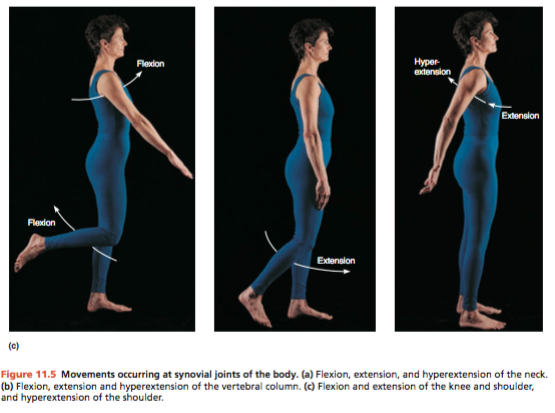 Flexion
Flexion
Extension
Hyper-
extension
Extension
(c)
Figure 11.5 Movements occurring at synovial joints of the body. (a) Flexion, extension, and hyperextension of the neck.
(b) Flexion, extension and hyperextension of the vertebral column. (c) Flexion and extension of the knee and shoulder,
and hyperextension of the shoulder.